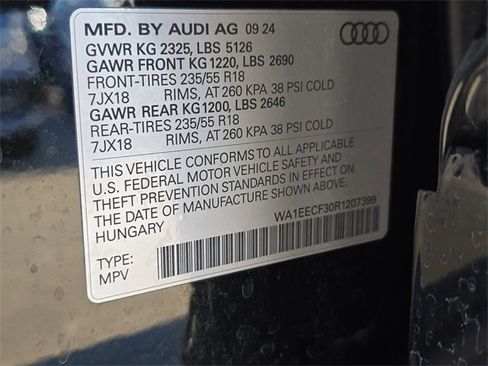 MFD. BY AUDI AG 09 24
GVWR KG 2325, LBS 5126
GAWR FRONT KG 1220, LBS 2690
FRONT-TIRES 235/55 R18
7JX18 RIMS, AT 260 KPA 38 PSI COLD
GAWR REAR KG1200, LBS 2646
REAR-TIRES 235/55 R18
7JX18 RIMS, AT 260 KPA 38 PSI COLD
THIS VEHICLE CONFORMS TO ALL APPLICABLE
U.S. FEDERAL MOTOR VEHICLE SAFETY AND
THEFT PREVENTION STANDARDS IN EFFECT ON
THE DATE OF MANUFACTURE SHOWN ABOVE
HUNGARY
WA1EECF30R1207399
TYPE:
MPV